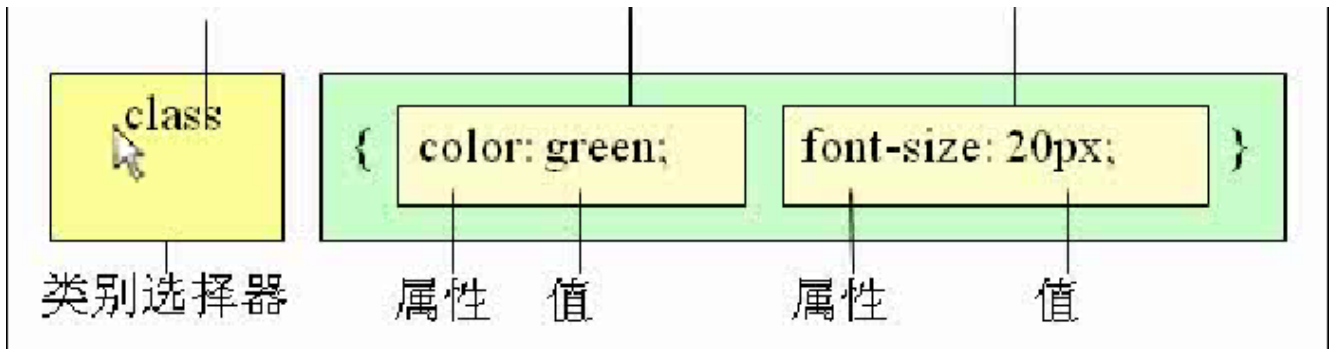 class
{ color: green; font-size: 20px; }
类别选择器 属性 值 属性 值